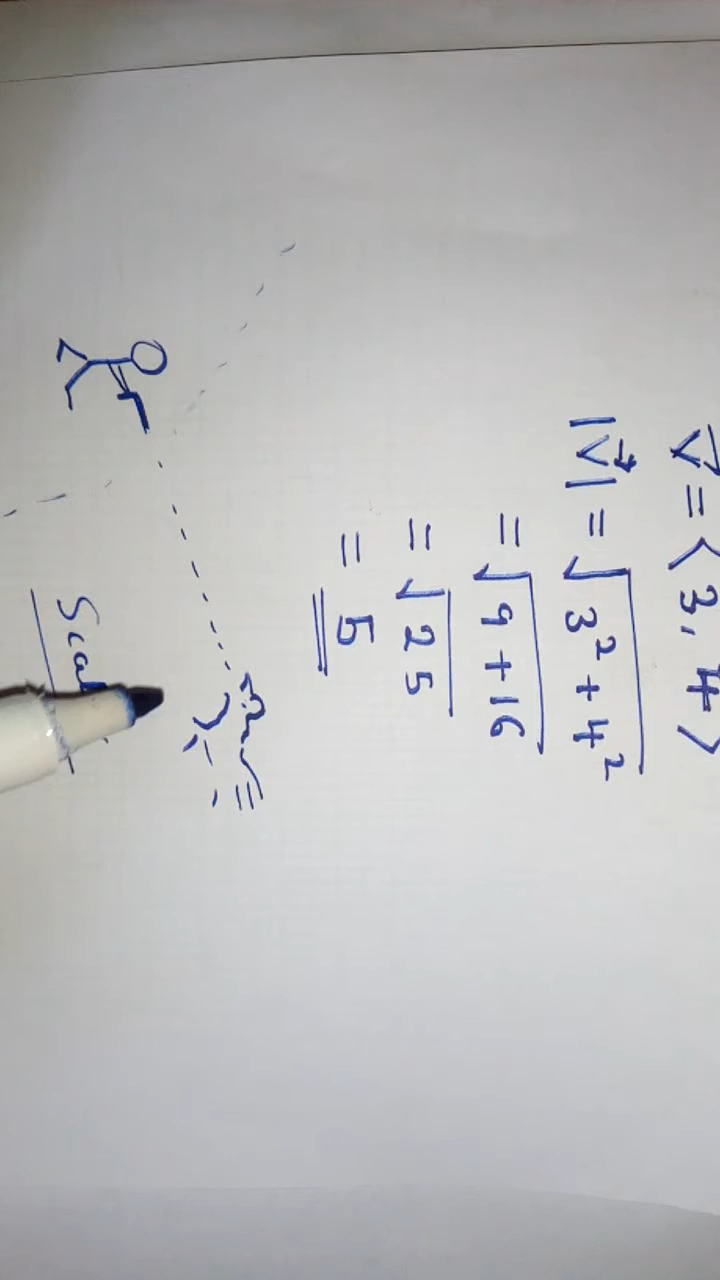 v⃗ = ⟨3, 4⟩
|v⃗| = √(3² + 4²)
= √(9 + 16)
= √25
= 5